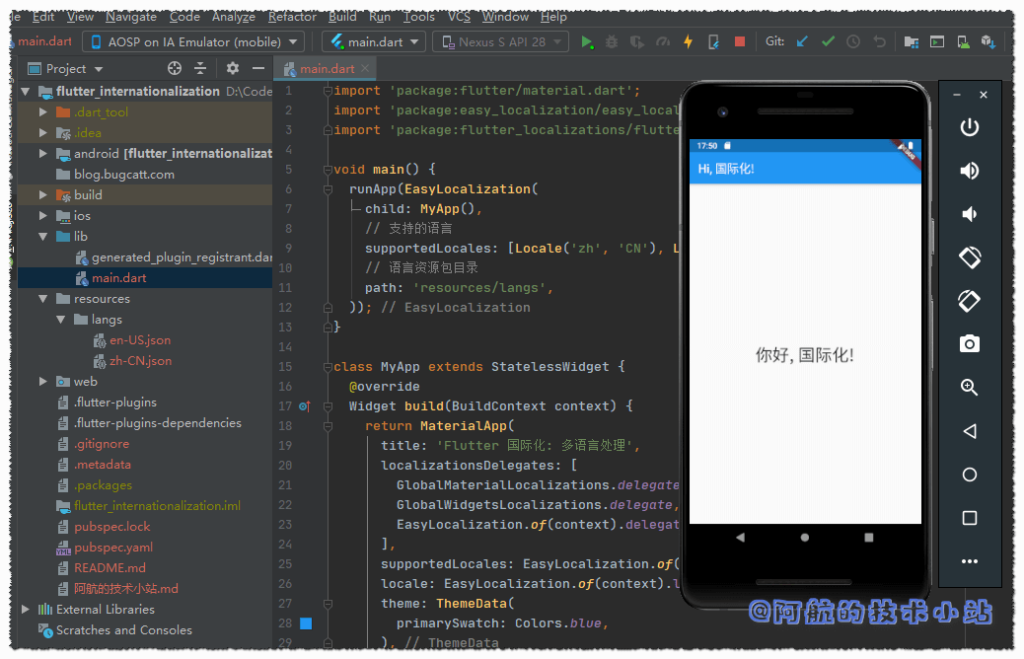 Edit View Navigate Code Analyze Refactor Build Run Tools VCS Window Help
main.dart AOSP on IA Emulator (mobile) main.dart Nexus S API 28 Git:
Project
main.dart
flutter_internationalization D:\Code
.dart_tool
.idea
android [flutter_internationalizat
blog.bugcatt.com
build
ios
lib
generated_plugin_registrant.dar
main.dart
resources
langs
en-US.json
zh-CN.json
web
.flutter-plugins
.flutter-plugins-dependencies
.gitignore
.metadata
.packages
flutter_internationalization.iml
pubspec.lock
pubspec.yaml
README.md
阿航的技术小站.md
External Libraries
Scratches and Consoles
1 import 'package:flutter/material.dart';
2 import 'package:easy_localization/easy_local
3 import 'package:flutter_localizations/flutte
4
5 void main() {
6 runApp(EasyLocalization(
7 child: MyApp(),
8 // 支持的语言
9 supportedLocales: [Locale('zh', 'CN'), L
10 // 语言资源包目录
11 path: 'resources/langs',
12 )); // EasyLocalization
13 }
14
15 class MyApp extends StatelessWidget {
16 @override
17 Widget build(BuildContext context) {
18 return MaterialApp(
19 title: 'Flutter 国际化: 多语言处理',
20 localizationsDelegates: [
21 GlobalMaterialLocalizations.delegate
22 GlobalWidgetsLocalizations.delegate,
23 EasyLocalization.of(context).delegat
24 ],
25 supportedLocales: EasyLocalization.of(
26 locale: EasyLocalization.of(context).l
27 theme: ThemeData(
28 primarySwatch: Colors.blue,
29 ), // ThemeData
17:50
Hi, 国际化!
你好, 国际化!
@阿航的技术小站